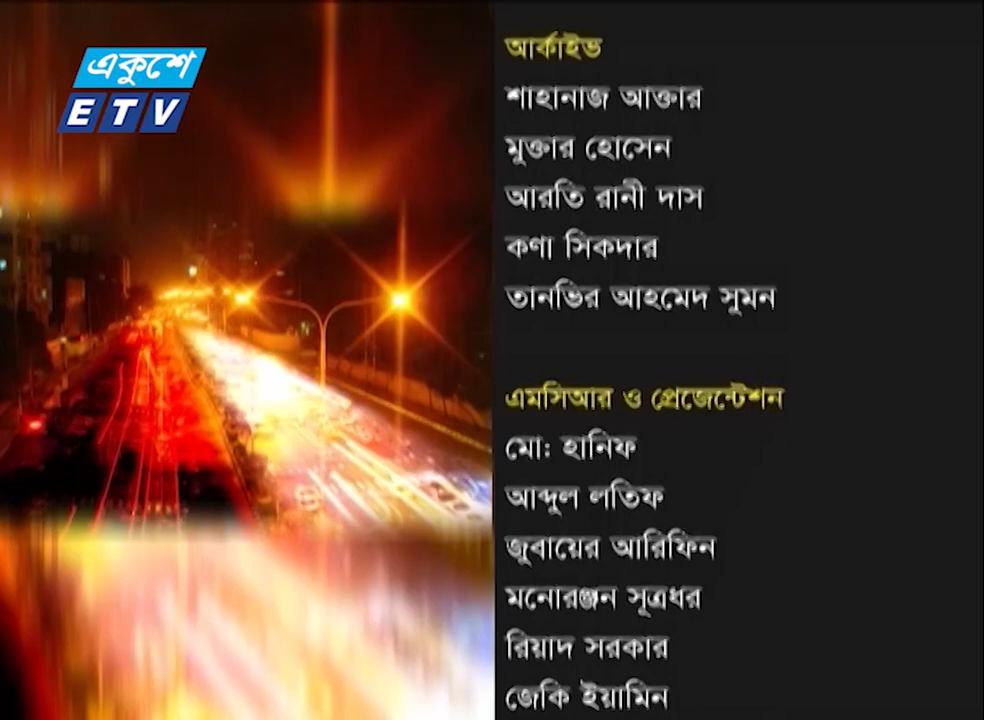 একুশে
ETV
আর্কাইভ
শাহানাজ আক্তার
মুক্তার হোসেন
আরতি রানী দাস
কণা সিকদার
তানভির আহমেদ সুমন
এমসিআর ও প্রেজেন্টেশন
মো: হানিফ
আব্দুল লতিফ
জুবায়ের আরিফিন
মনোরঞ্জন সূত্রধর
রিয়াদ সরকার
জেকি ইয়ামিন